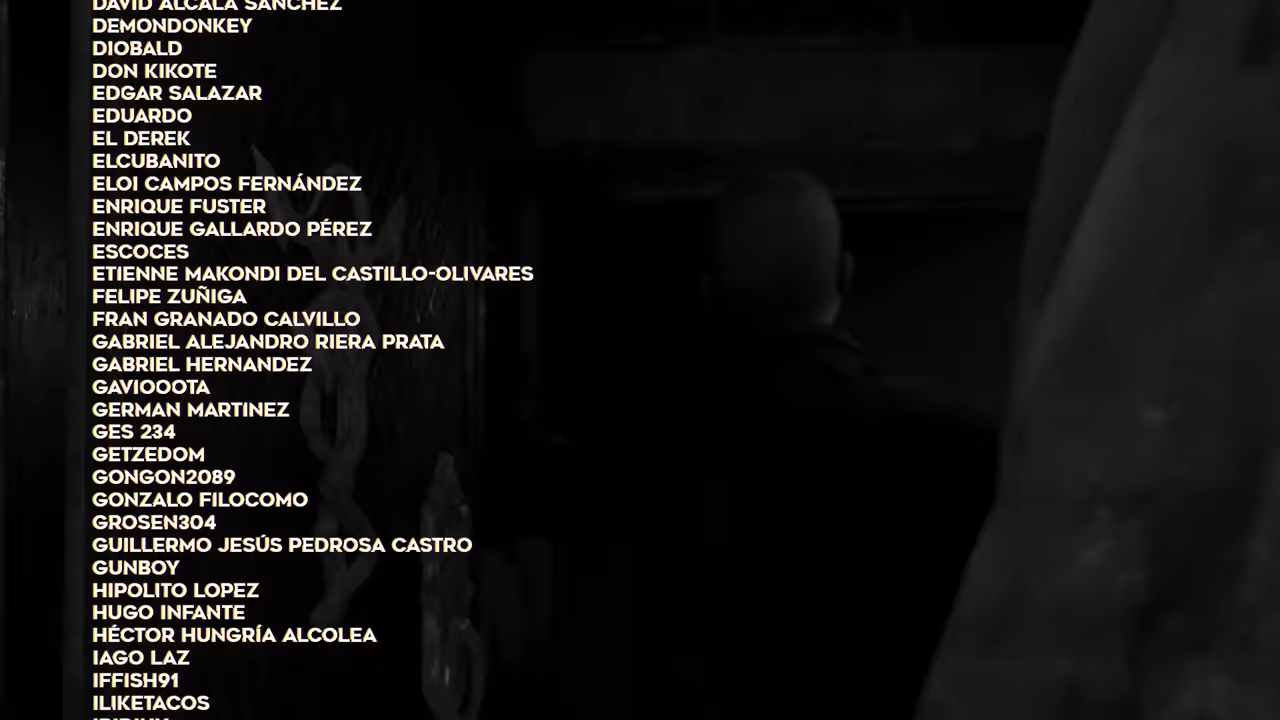 DAVID ALCALÁ SÁNCHEZ
DEMONDONKEY
DIOBALD
DON KIKOTE
EDGAR SALAZAR
EDUARDO
EL DEREK
ELCUBANITO
ELOI CAMPOS FERNÁNDEZ
ENRIQUE FUSTER
ENRIQUE GALLARDO PÉREZ
ESCOCES
ETIENNE MAKONDI DEL CASTILLO-OLIVARES
FELIPE ZUÑIGA
FRAN GRANADO CALVILLO
GABRIEL ALEJANDRO RIERA PRATA
GABRIEL HERNANDEZ
GAVIOOOTA
GERMAN MARTINEZ
GES 234
GETZEDOM
GONGON2089
GONZALO FILOCOMO
GROSEN304
GUILLERMO JESÚS PEDROSA CASTRO
GUNBOY
HIPOLITO LOPEZ
HUGO INFANTE
HÉCTOR HUNGRÍA ALCOLEA
IAGO LAZ
IFFISH91
ILIKETACOS